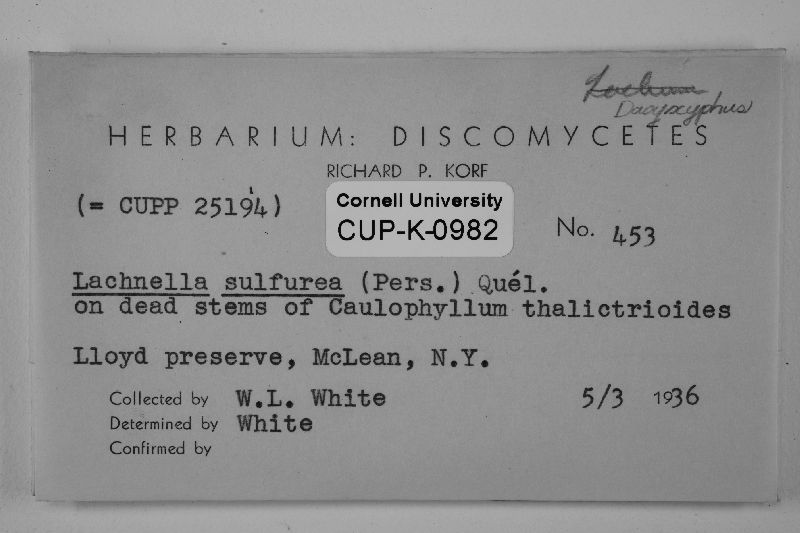 Lachnum
Dasyscyphus
HERBARIUM: DISCOMYCETES
RICHARD P. KORF
(= CUPP 25194)
Cornell University
CUP-K-0982
No. 453
Lachnella sulfurea (Pers.) Quél.
on dead stems of Caulophyllum thalictrioides
Lloyd preserve, McLean, N.Y.
Collected by W.L. White 5/3 1936
Determined by White
Confirmed by